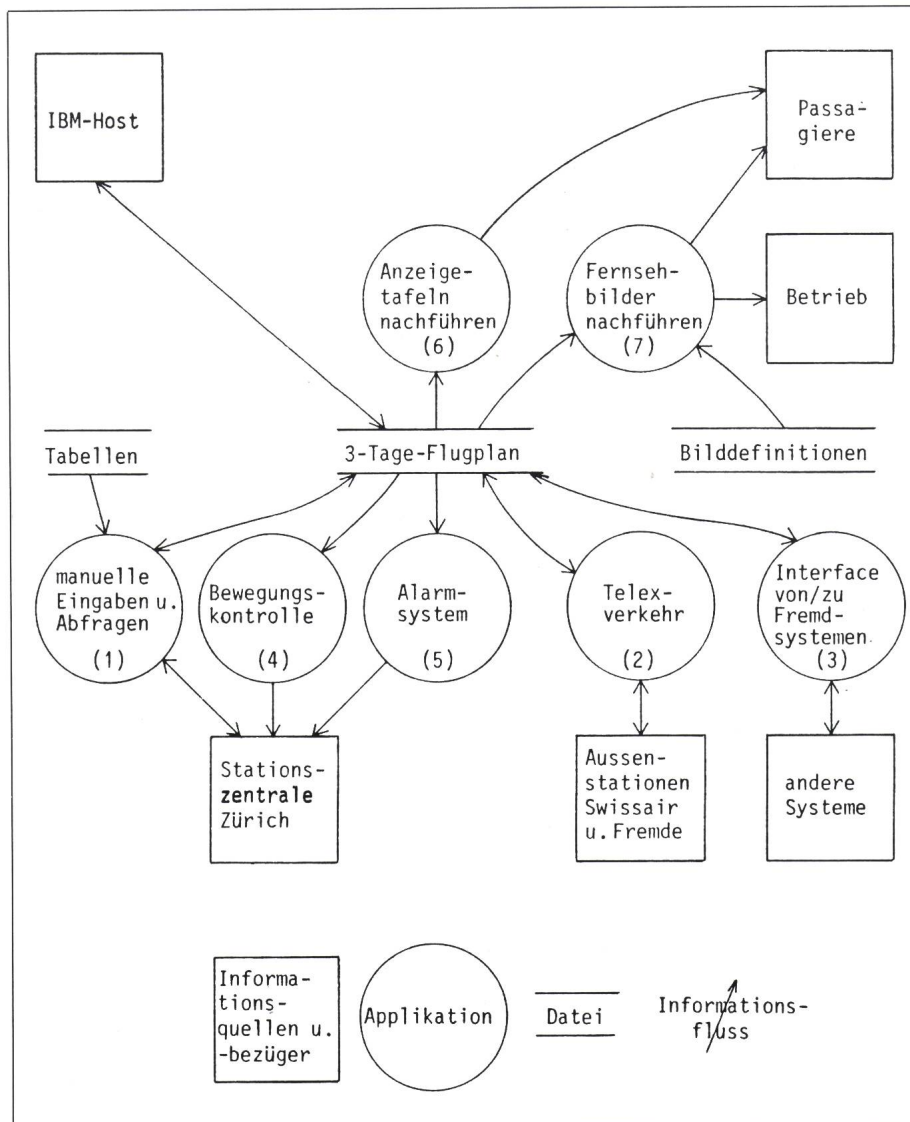 IBM-Host
Passa-
giere
Anzeige-
tafeln
nachführen
(6)
Fernseh-
bilder
nachführen
(7)
Betrieb
Tabellen
3-Tage-Flugplan
Bilddefinitionen
manuelle
Eingaben u.
Abfragen
(1)
Bewegungs-
kontrolle
(4)
Alarm-
system
(5)
Telex-
verkehr
(2)
Interface
von/zu
Fremd-
systemen
(3)
Stations-
zentrale
Zürich
Aussen-
stationen
Swissair
u. Fremde
andere
Systeme
Informa-
tions-
quellen u.
-bezüger
Applikation
Datei
Informations-
fluss